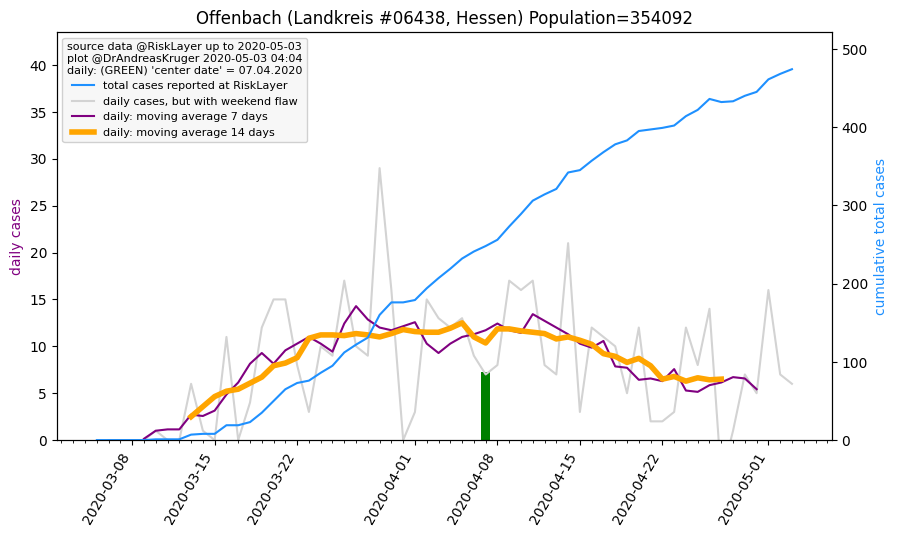 Offenbach (Landkreis #06438, Hessen) Population=354092
source data @RiskLayer up to 2020-05-03
plot @DrAndreasKruger 2020-05-03 04:04
daily: (GREEN) 'center date' = 07.04.2020
total cases reported at RiskLayer
daily cases, but with weekend flaw
daily: moving average 7 days
daily: moving average 14 days
daily cases
40
35
30
25
20
15
10
5
0
cumulative total cases
500
400
300
200
100
0
2020-03-08
2020-03-15
2020-03-22
2020-04-01
2020-04-08
2020-04-15
2020-04-22
2020-05-01